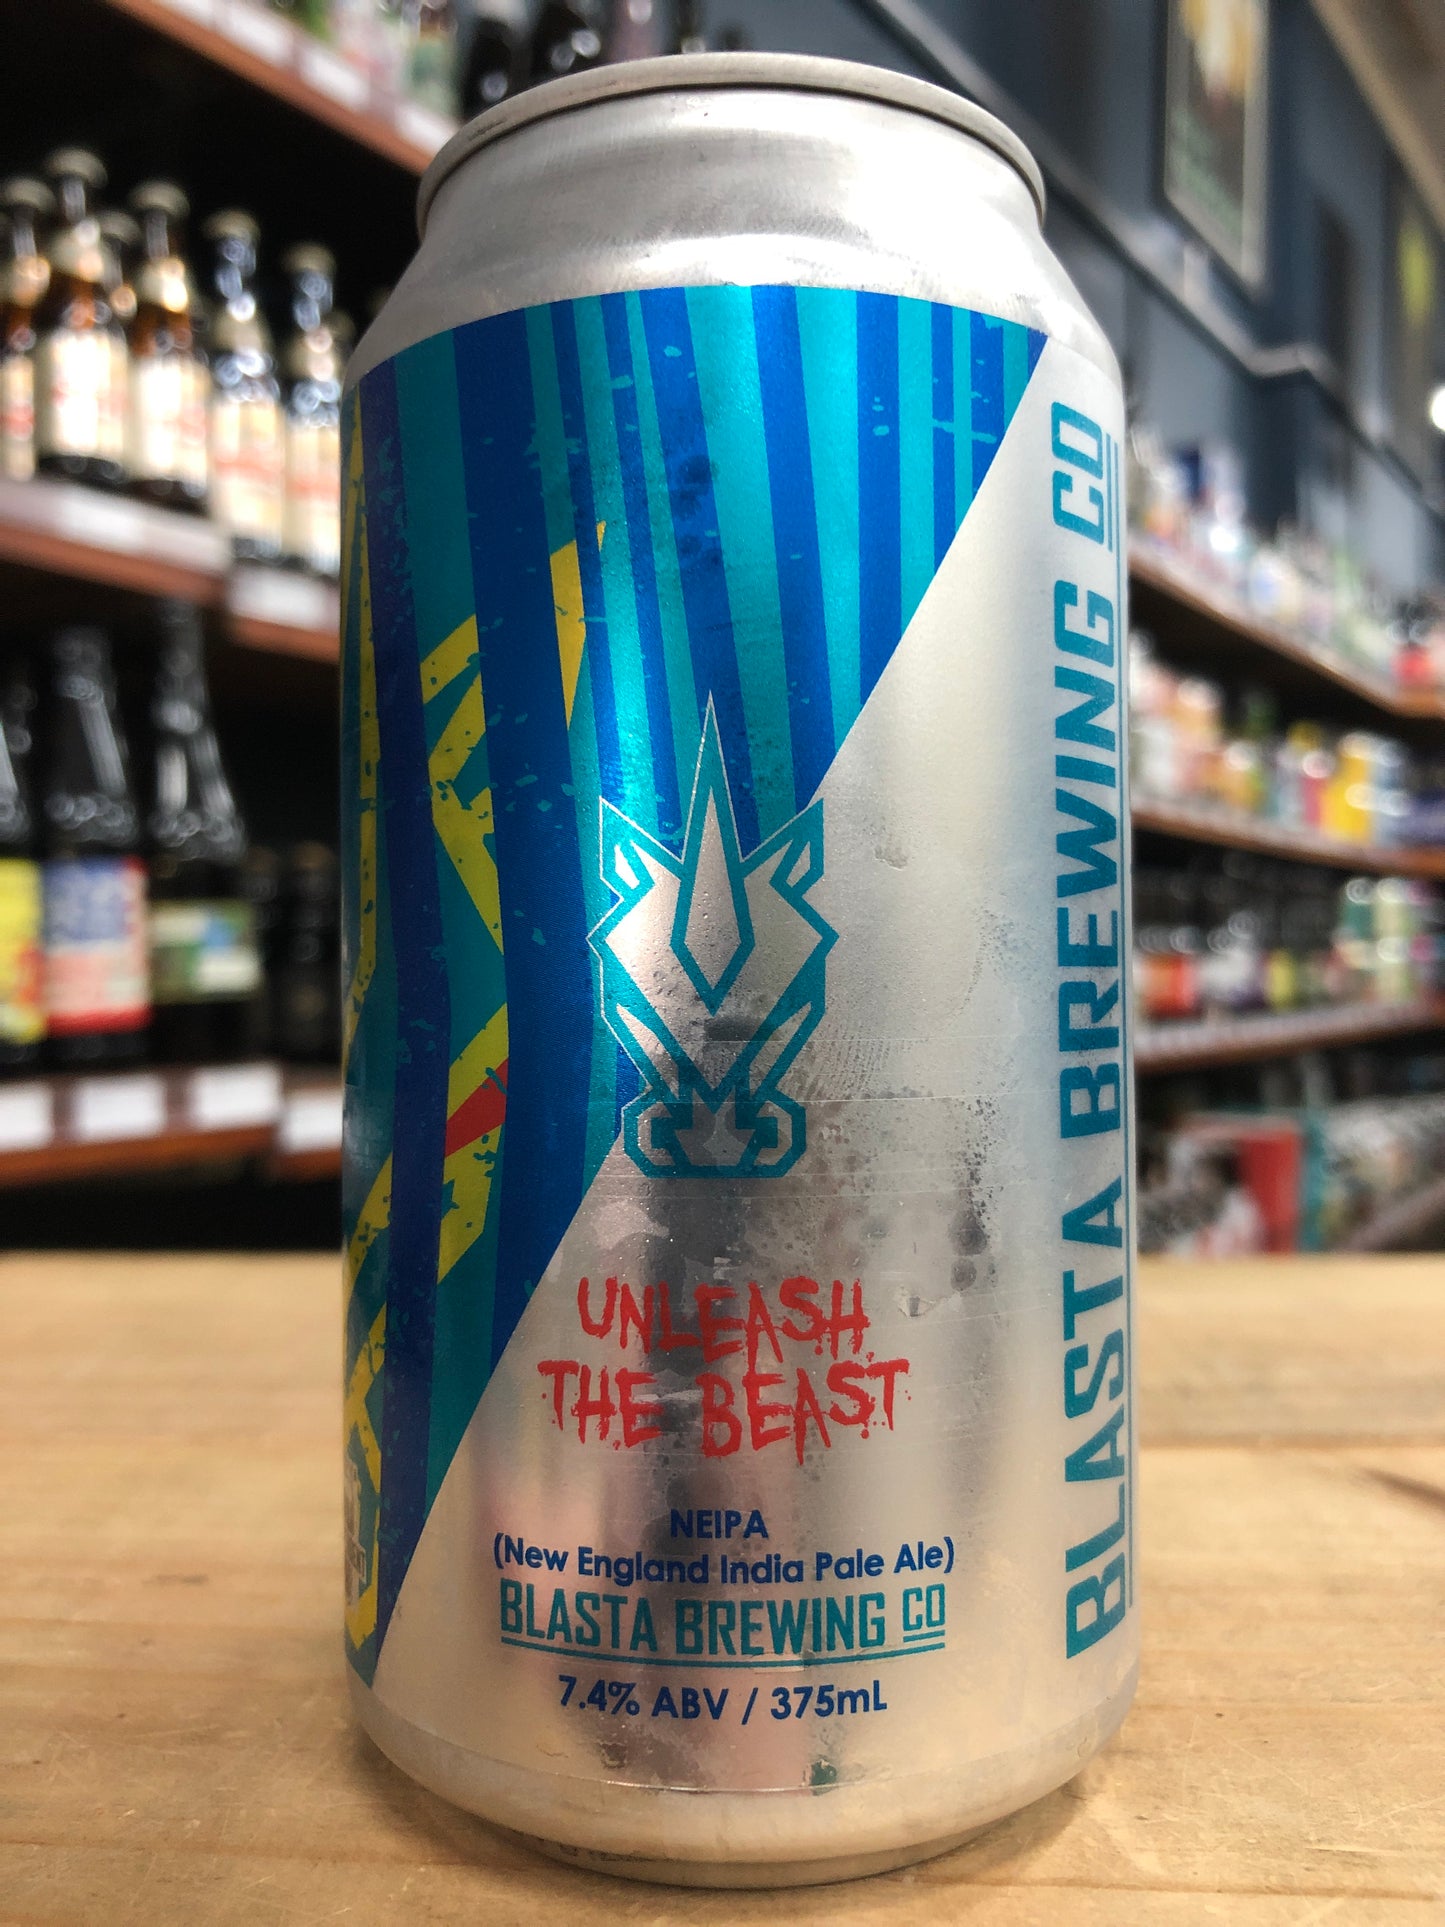 UNLEASH
THE BEAST
NEIPA
(New England India Pale Ale)
BLASTA BREWING CO
7.4% ABV / 375mL
BLASTA BREWING CO